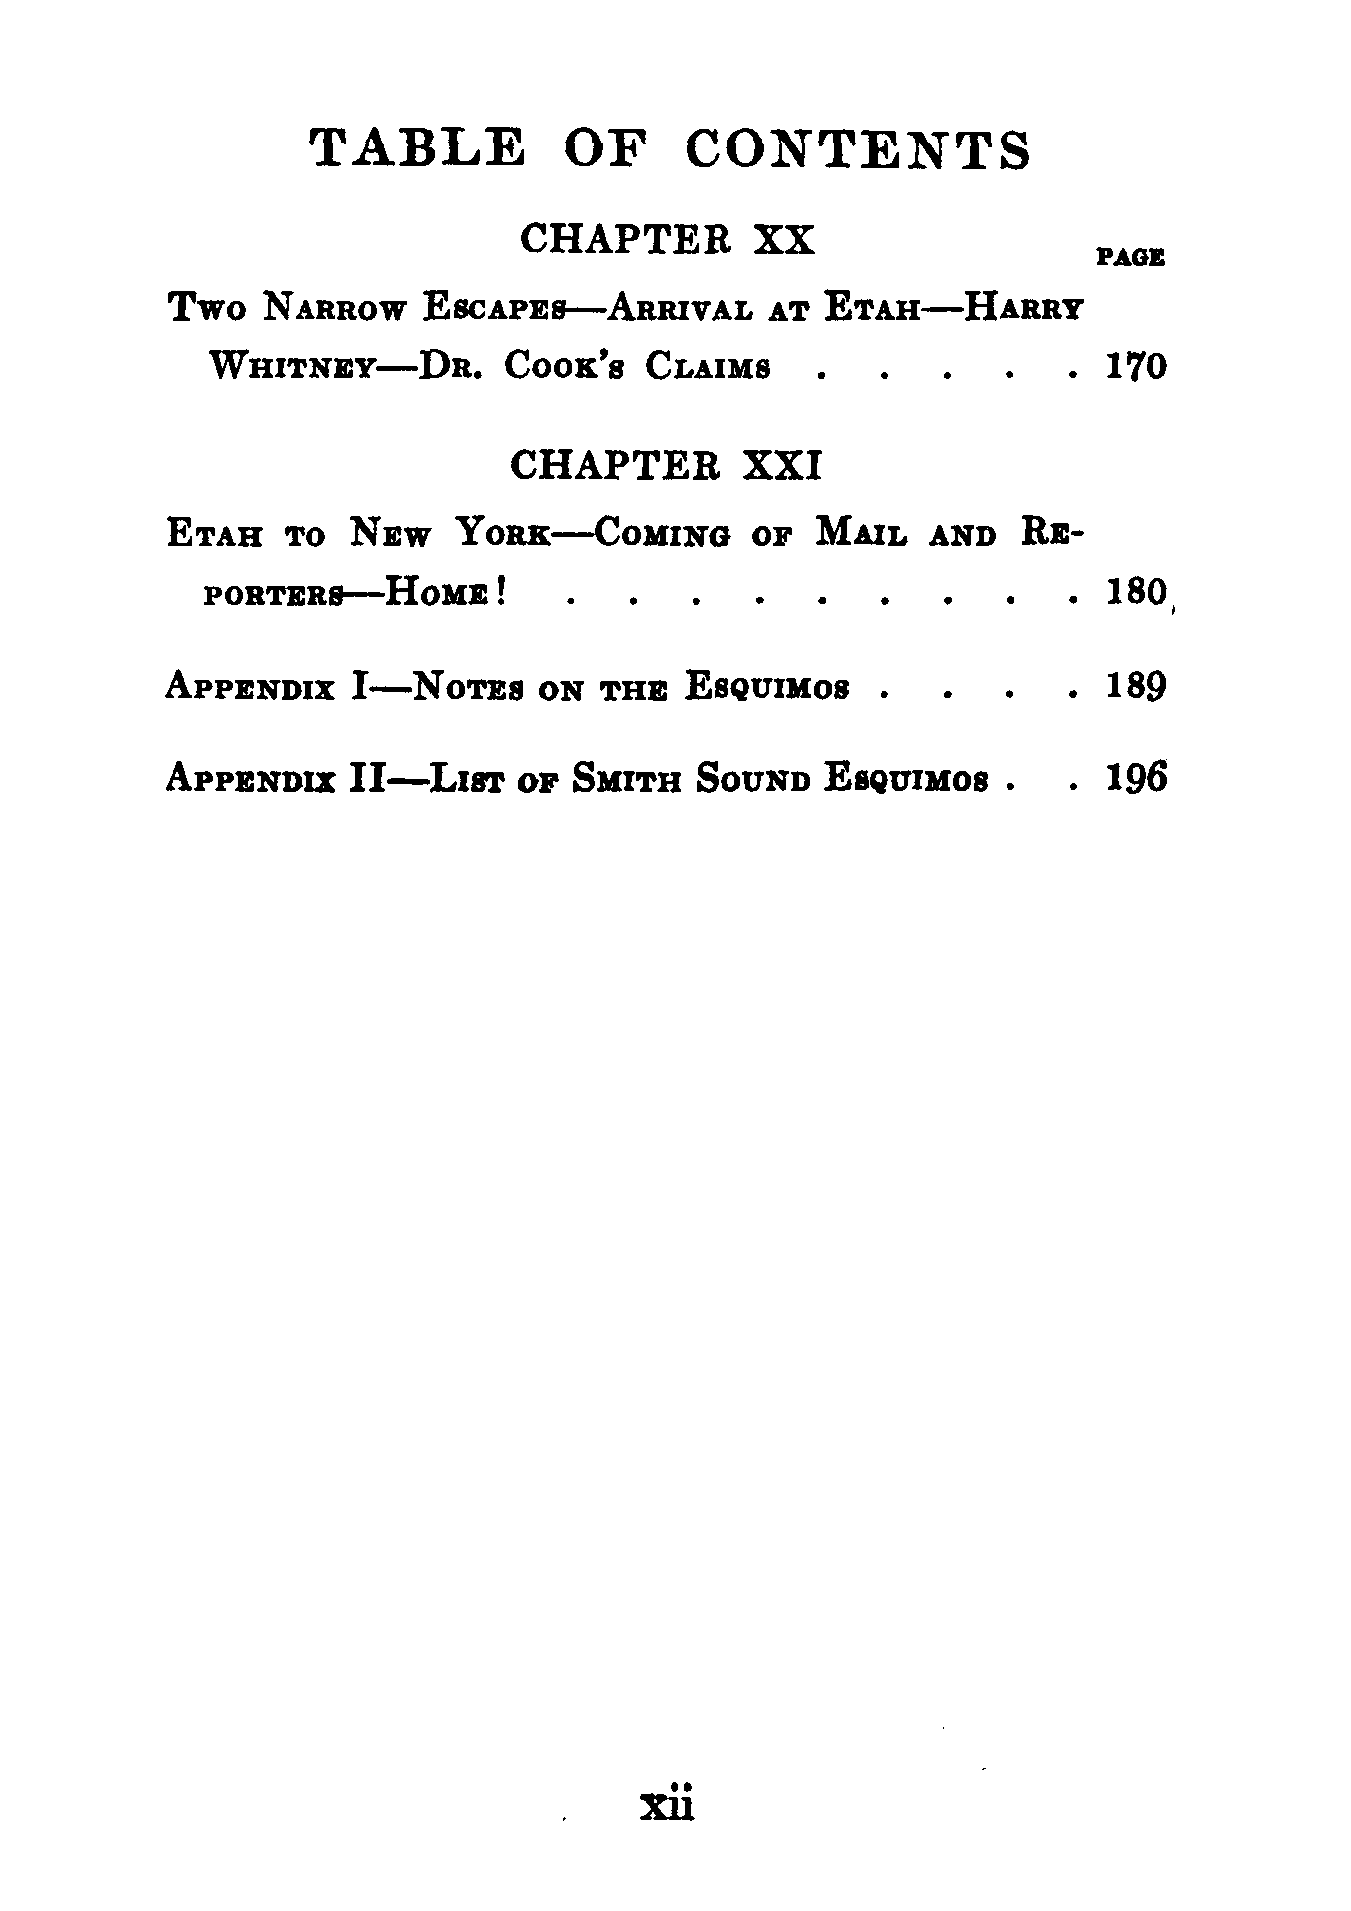 TABLE OF CONTENTS
CHAPTER XX
PAGE
Two Narrow Escapes—Arrival at Etah—Harry
Whitney—Dr. Cook's Claims . . . . . 170
CHAPTER XXI
Etah to New York—Coming of Mail and Re-
porters—Home! . . . . . . . . . 180
Appendix I—Notes on the Esquimos . . . . 189
Appendix II—List of Smith Sound Esquimos . . 196
xii